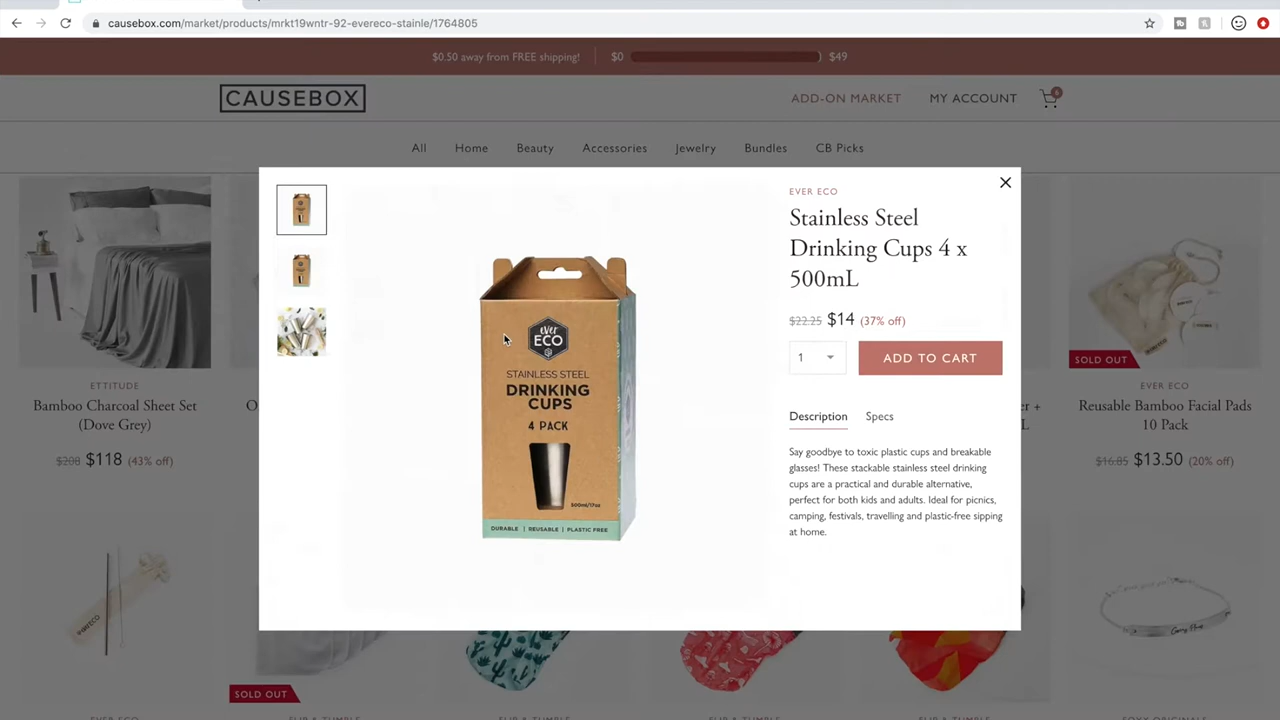 causebox.com/market/products/mrkt19wntr-92-evereco-stainle/1764805
$0.50 away from FREE shipping!
$0
$49
CAUSEBOX
ADD-ON MARKET
MY ACCOUNT
6
All
Home
Beauty
Accessories
Jewelry
Bundles
CB Picks
EVER ECO
Stainless Steel
Drinking Cups 4 x
500mL
$22.25 $14 (37% off)
1
ADD TO CART
Description
Specs
Say goodbye to toxic plastic cups and breakable
glasses! These stackable stainless steel drinking
cups are a practical and durable alternative,
perfect for both kids and adults. Ideal for picnics,
camping, festivals, travelling and plastic-free sipping
at home.
ever
ECO
STAINLESS STEEL
DRINKING
CUPS
4 PACK
500ml/17oz
DURABLE | REUSABLE | PLASTIC FREE
ETTITUDE
Bamboo Charcoal Sheet Set
(Dove Grey)
$208 $118 (43% off)
SOLD OUT
EVER ECO
Reusable Bamboo Facial Pads
10 Pack
$16.85 $13.50 (20% off)
SOLD OUT